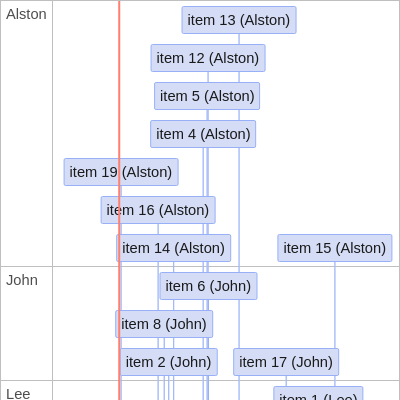 Alston
item 13 (Alston)
item 12 (Alston)
item 5 (Alston)
item 4 (Alston)
item 19 (Alston)
item 16 (Alston)
item 14 (Alston)
item 15 (Alston)
John
item 6 (John)
item 8 (John)
item 2 (John)
item 17 (John)
Lee
item 1 (Lee)